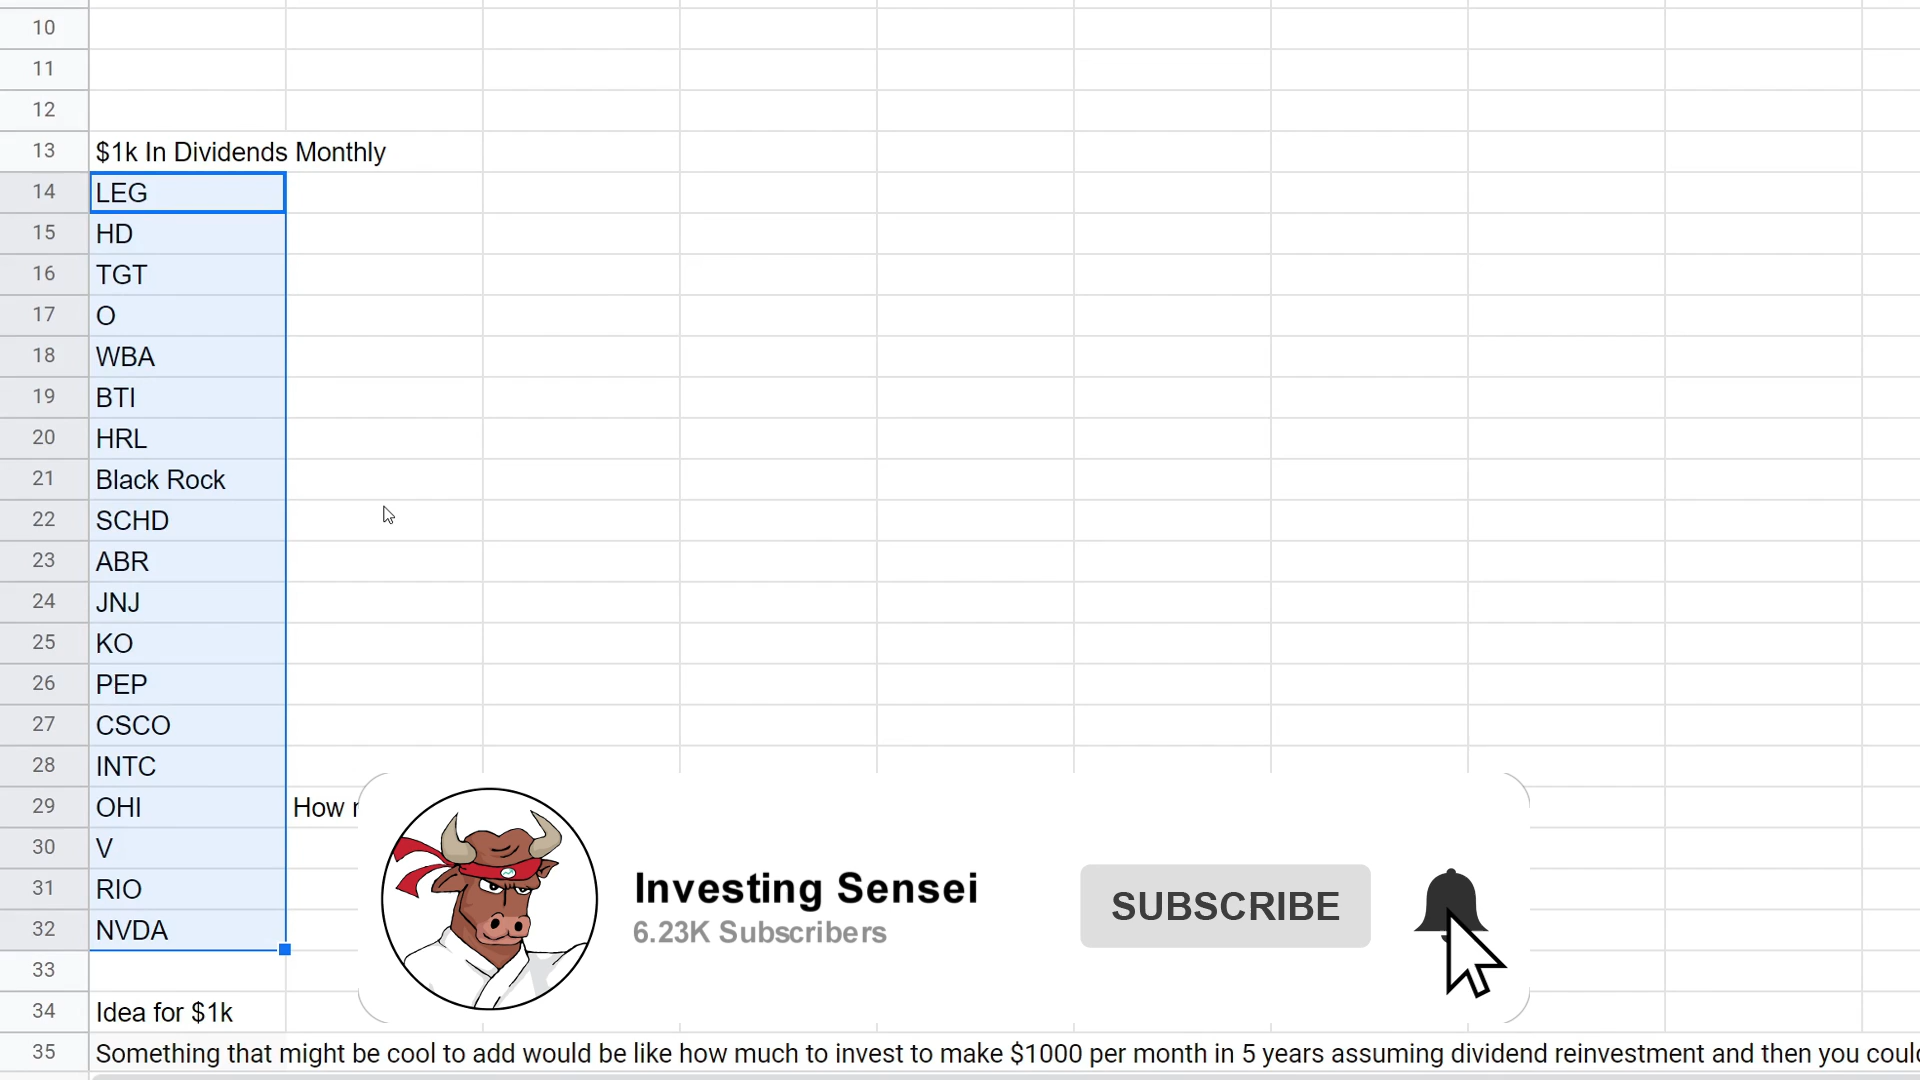 10
11
12
13 $1k In Dividends Monthly
14 LEG
15 HD
16 TGT
17 O
18 WBA
19 BTI
20 HRL
21 Black Rock
22 SCHD
23 ABR
24 JNJ
25 KO
26 PEP
27 CSCO
28 INTC
29 OHI How
30 V
31 RIO
32 NVDA
Investing Sensei
6.23K Subscribers
SUBSCRIBE
33
34 Idea for $1k
35 Something that might be cool to add would be like how much to invest to make $1000 per month in 5 years assuming dividend reinvestment and then you